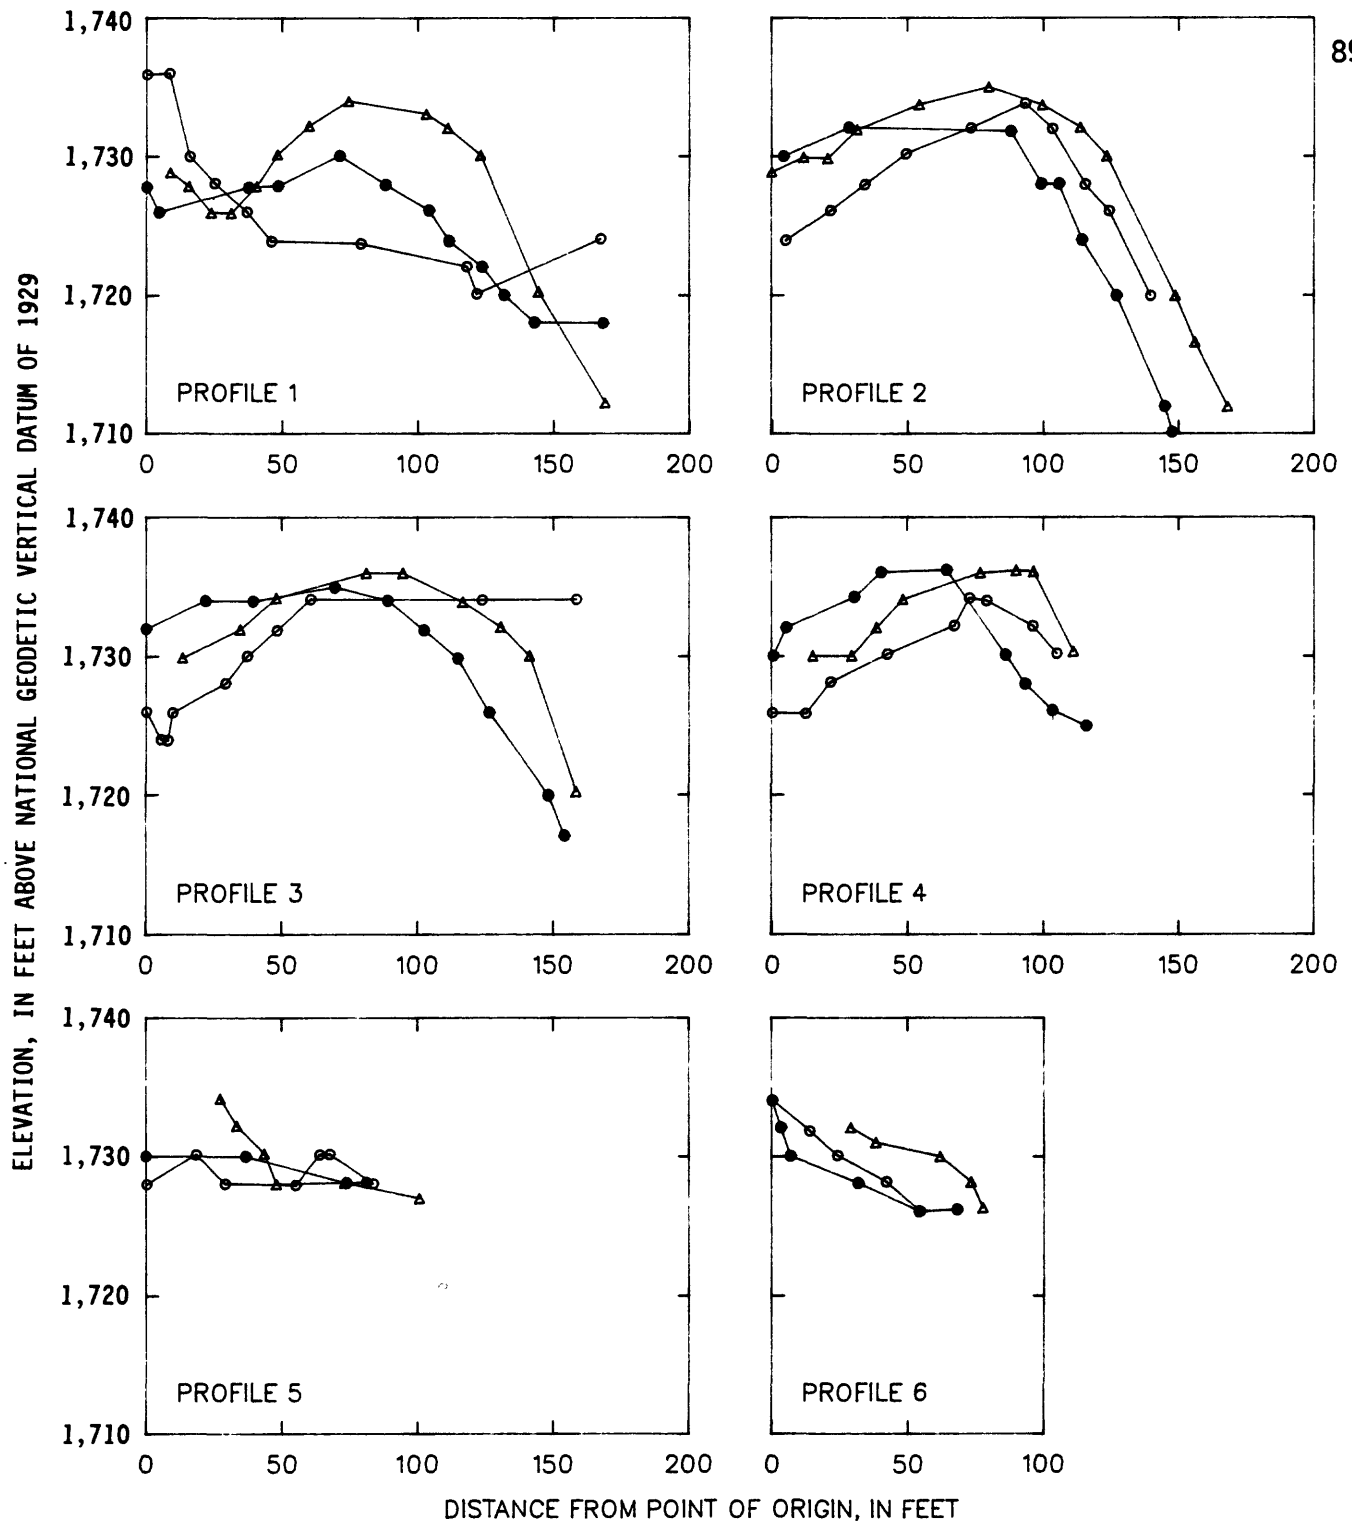 89
ELEVATION, IN FEET ABOVE NATIONAL GEODETIC VERTICAL DATUM OF 1929
1,740
1,730
1,720
1,710
PROFILE 1
0 50 100 150 200
PROFILE 2
0 50 100 150 200
1,740
1,730
1,720
1,710
PROFILE 3
0 50 100 150 200
PROFILE 4
0 50 100 150 200
1,740
1,730
1,720
1,710
PROFILE 5
0 50 100 150 200
PROFILE 6
0 50 100
DISTANCE FROM POINT OF ORIGIN, IN FEET